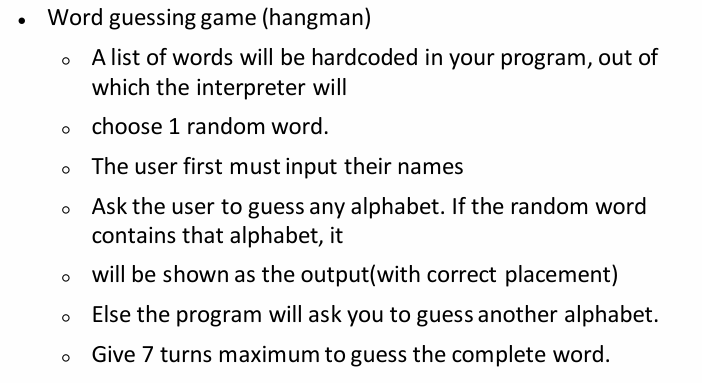 • Word guessing game (hangman)
o A list of words will be hardcoded in your program, out of
which the interpreter will
o choose 1 random word.
o The user first must input their names
o Ask the user to guess any alphabet. If the random word
contains that alphabet, it
o will be shown as the output(with correct placement)
o Else the program will ask you to guess another alphabet.
o Give 7 turns maximum to guess the complete word.